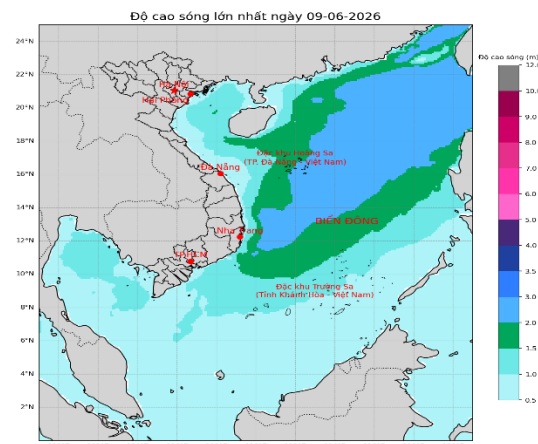 Độ cao sóng lớn nhất ngày 09-06-2026
Độ cao sóng (m)
24°N
22°N
20°N
18°N
16°N
14°N
12°N
10°N
8°N
6°N
4°N
2°N
Hà Nội
Hải Phòng
Đặc khu Hoàng Sa
(TP. Đà Nẵng - Việt Nam)
Đà Nẵng
BIỂN ĐÔNG
Nha Trang
TP.HCM
Đặc khu Trường Sa
(Tỉnh Khánh Hòa - Việt Nam)
12.0
10.0
9.0
8.0
7.0
6.0
5.0
4.0
3.5
3.0
2.0
1.5
1.0
0.5